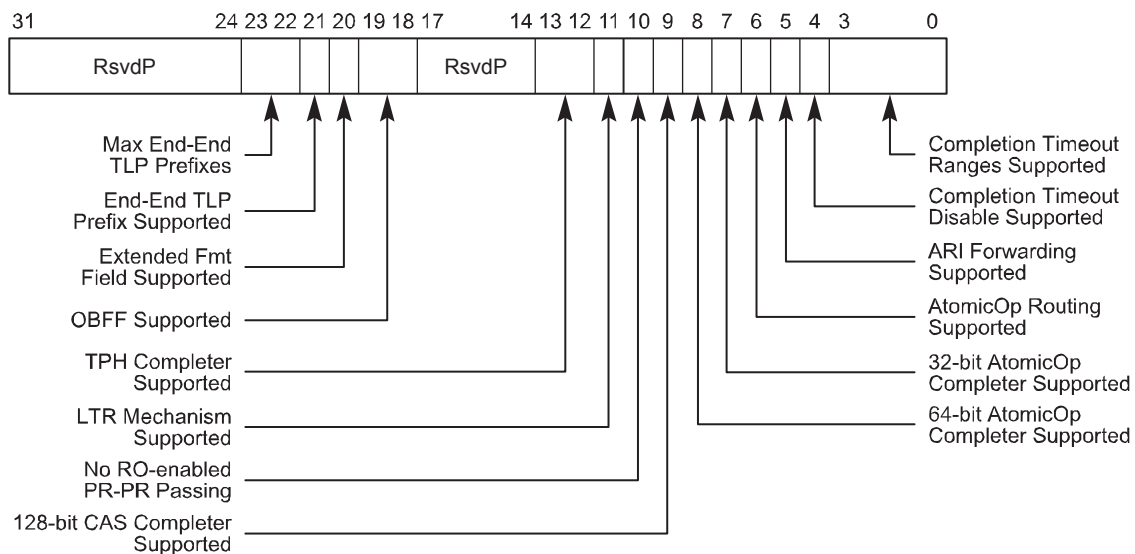 31 24 23 22 21 20 19 18 17 14 13 12 11 10 9 8 7 6 5 4 3 0
RsvdP RsvdP
Max End-End
TLP Prefixes
End-End TLP
Prefix Supported
Extended Fmt
Field Supported
OBFF Supported
TPH Completer
Supported
LTR Mechanism
Supported
No RO-enabled
PR-PR Passing
128-bit CAS Completer
Supported
Completion Timeout
Ranges Supported
Completion Timeout
Disable Supported
ARI Forwarding
Supported
AtomicOp Routing
Supported
32-bit AtomicOp
Completer Supported
64-bit AtomicOp
Completer Supported